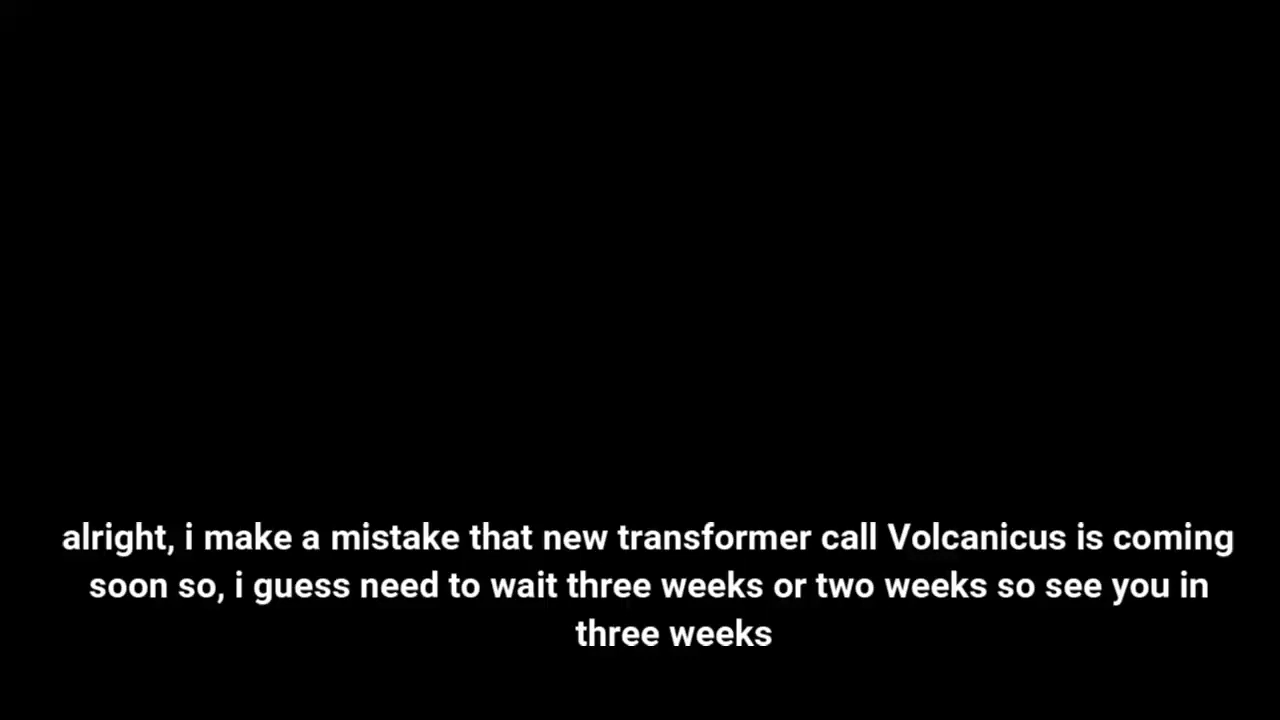 alright, i make a mistake that new transformer call Volcanicus is coming
soon so, i guess need to wait three weeks or two weeks so see you in
three weeks